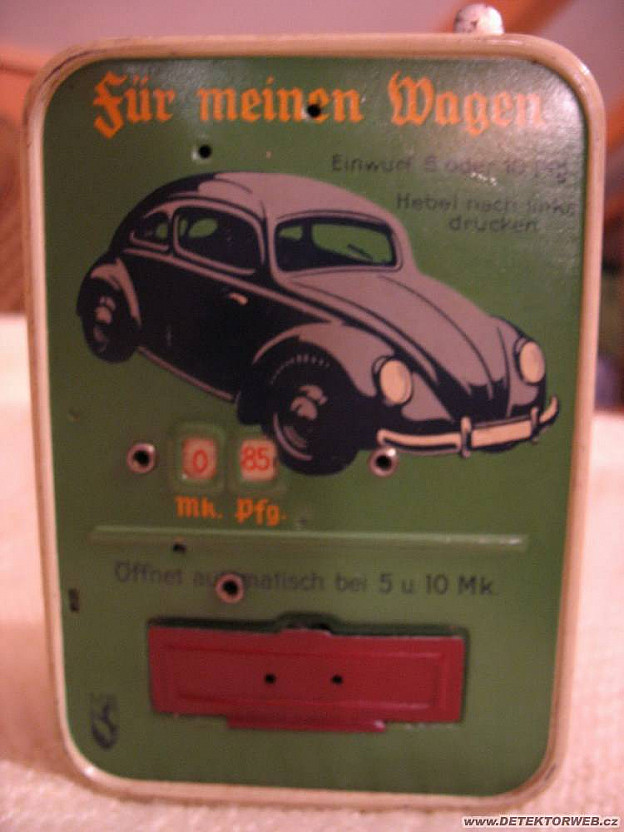 Für meinen Wagen
Einwurf 5 oder 10 Pfg.
Hebel nach links
drücken
0 85
Mk. Pfg.
Öffnet automatisch bei 5 u 10 Mk.
www.DETEKTORWEB.cz